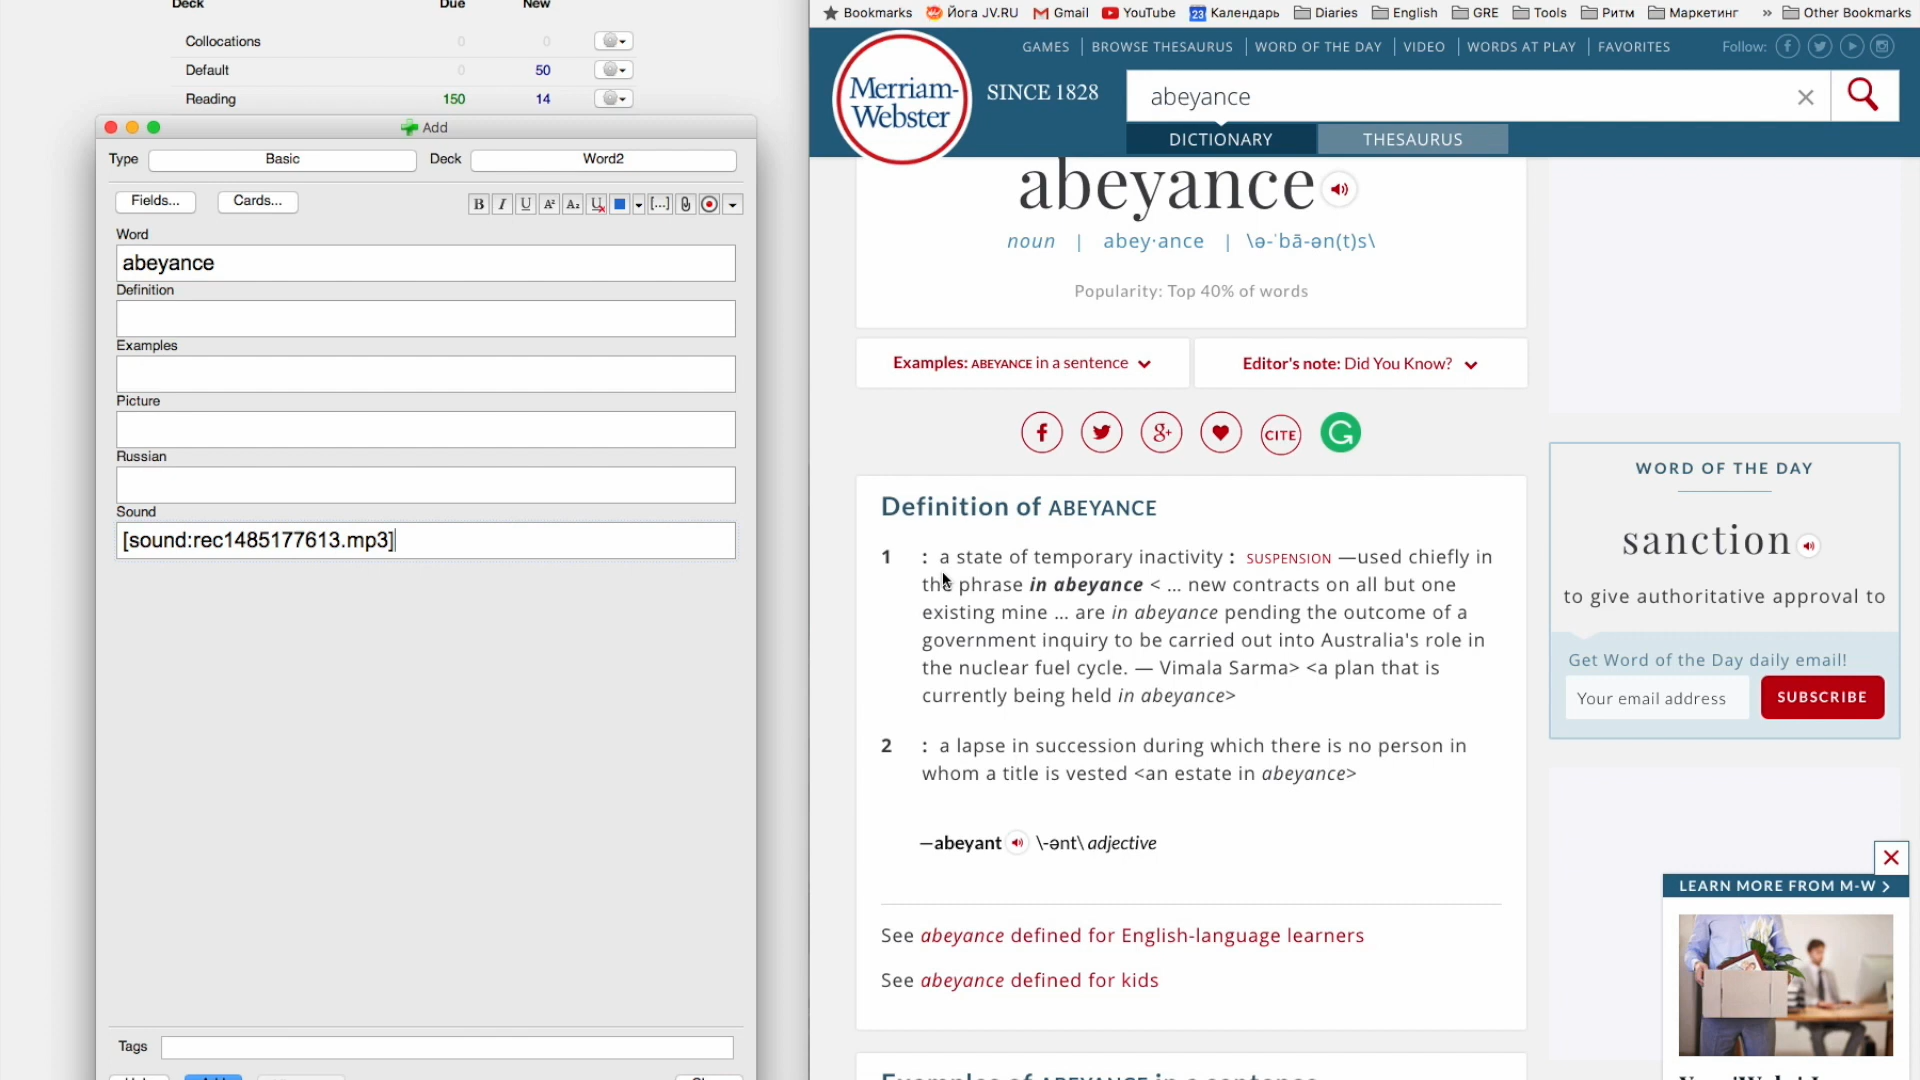 Deck Due New
Collocations 0 0
Default 0 50
Reading 150 14
Add
Type Basic Deck Word2
Fields... Cards...
Word
abeyance
Definition
Examples
Picture
Russian
Sound
[sound:rec1485177613.mp3]
Tags
Bookmarks Йога JV.RU Gmail YouTube Календарь Diaries English GRE Tools Ритм Маркетинг » Other Bookmarks
GAMES BROWSE THESAURUS WORD OF THE DAY VIDEO WORDS AT PLAY FAVORITES Follow:
Merriam-
Webster
SINCE 1828
abeyance
DICTIONARY THESAURUS
abeyance
noun | abey·ance | \ə-ˈbā-ən(t)s\
Popularity: Top 40% of words
Examples: ABEYANCE in a sentence
Editor's note: Did You Know?
CITE
Definition of ABEYANCE
1 : a state of temporary inactivity : SUSPENSION —used chiefly in
the phrase in abeyance < ... new contracts on all but one
existing mine ... are in abeyance pending the outcome of a
government inquiry to be carried out into Australia's role in
the nuclear fuel cycle. — Vimala Sarma> <a plan that is
currently being held in abeyance>
2 : a lapse in succession during which there is no person in
whom a title is vested <an estate in abeyance>
—abeyant \-ənt\ adjective
See abeyance defined for English-language learners
See abeyance defined for kids
Examples of ABEYANCE in a sentence
WORD OF THE DAY
sanction
to give authoritative approval to
Get Word of the Day daily email!
Your email address SUBSCRIBE
LEARN MORE FROM M-W >